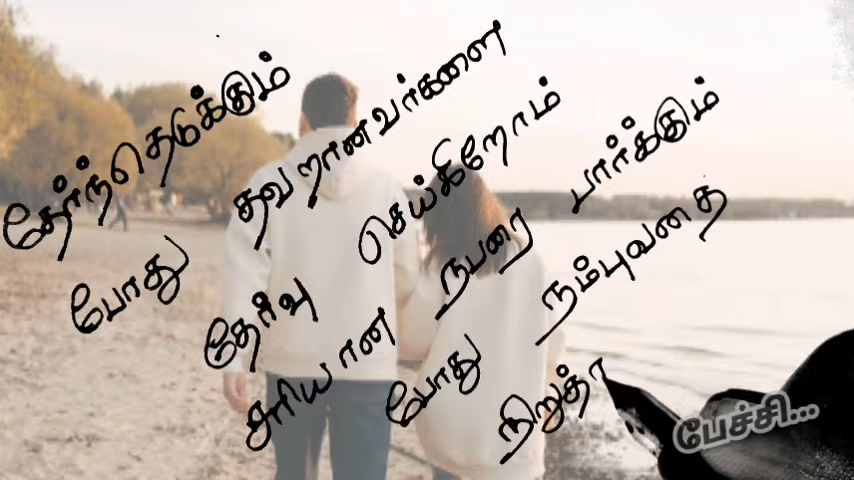 தேர்ந்தெடுக்கும்
போது தவறானவர்களை
தேர்வு செய்கிறோம்
சரியான நபரை பார்க்கும்
போது நம்புவதை
நிறுத்
பேச்சி...